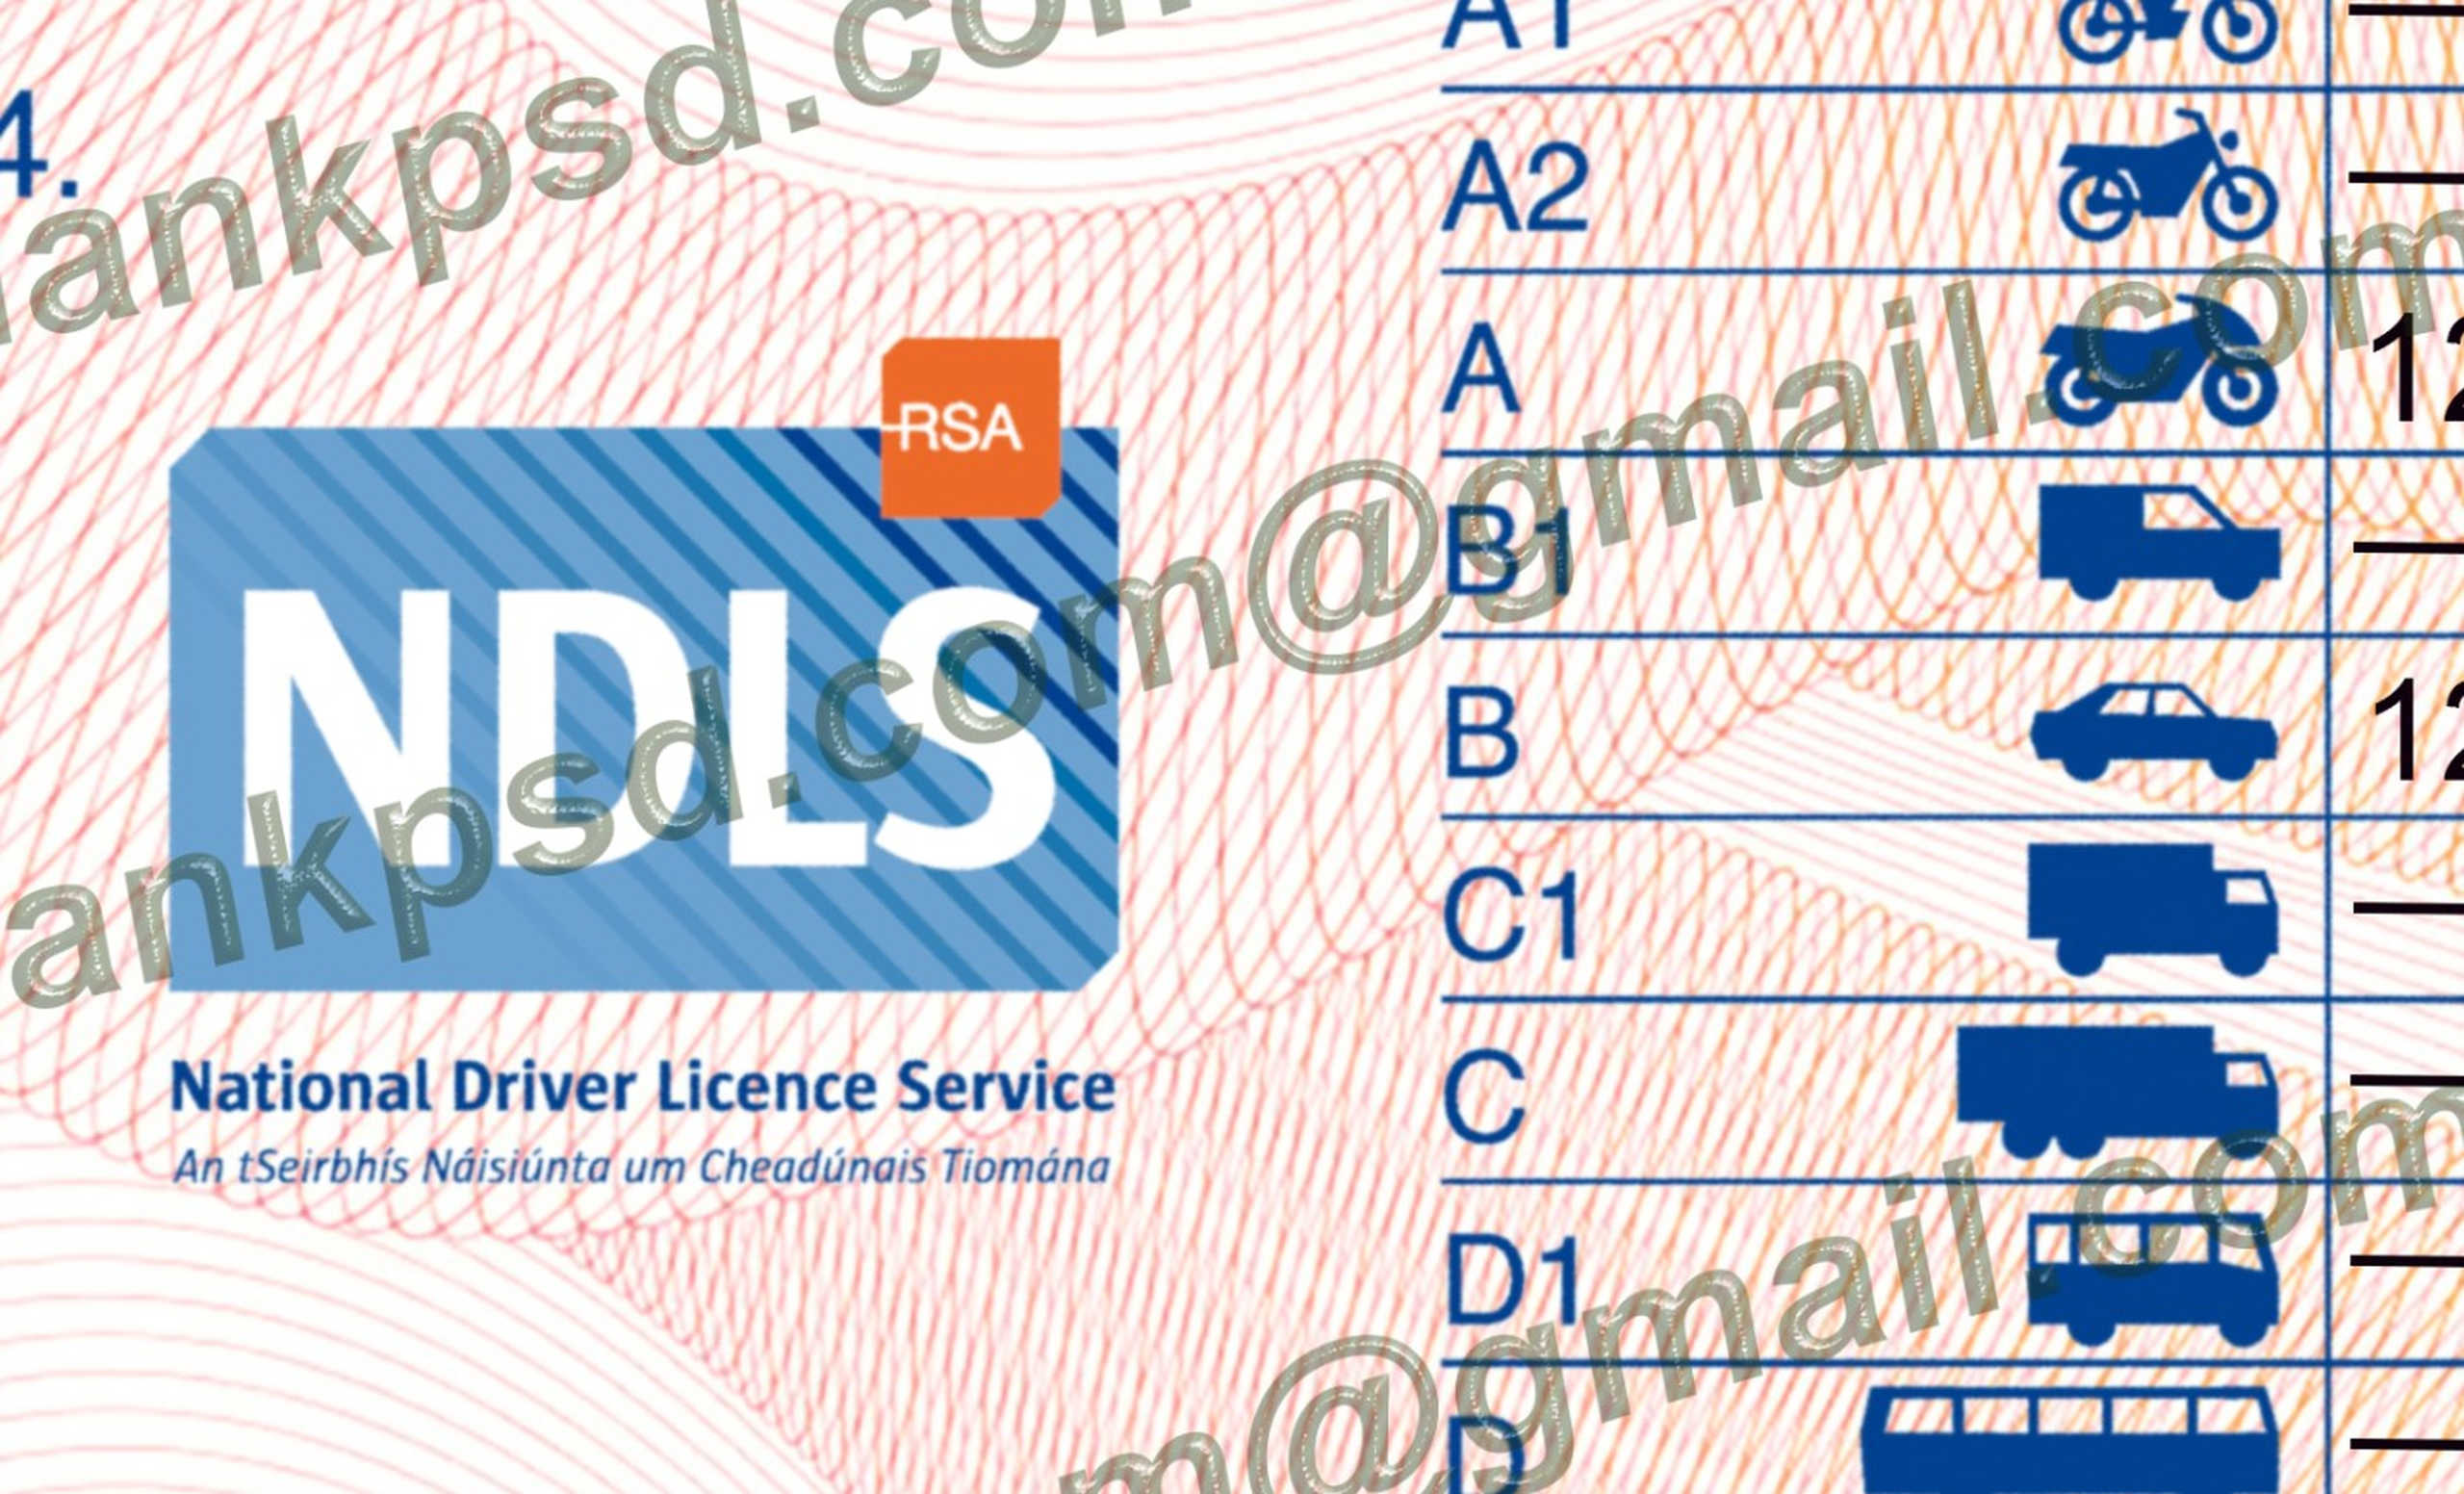 4.
ankpsd.com
RSA
NDLS
ankpsd.com@gmail.com
National Driver Licence Service
An tSeirbhís Náisiúnta um Cheadúnais Tiomána
m@gmail.com
A1
A2
A
12
B1
B
12
C1
C
D1
D